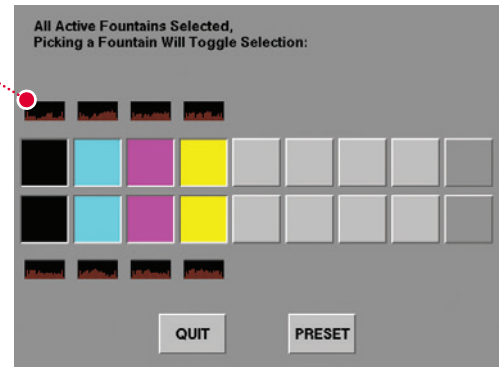 All Active Fountains Selected,
Picking a Fountain Will Toggle Selection:
QUIT
PRESET